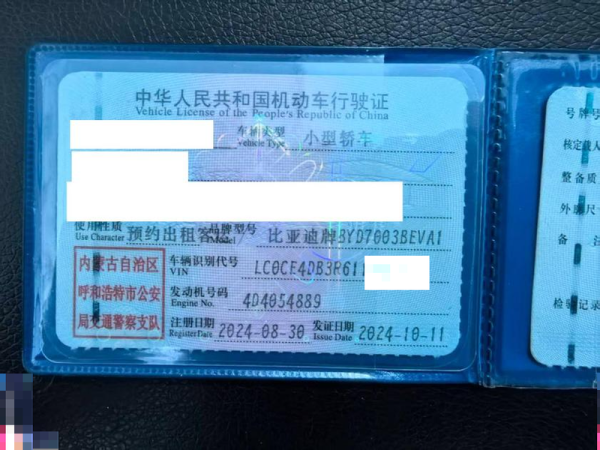 中华人民共和国机动车行驶证
Vehicle License of the People's Republic of China
车辆类型 小型轿车
Vehicle Type
使用性质 预约出租客 品牌型号 比亚迪牌BYD7003BEVA1
Use Character Model
内蒙古自治区
呼和浩特市公安
局交通警察支队
车辆识别代号 LC0CE4DB3R611
VIN
发动机号码 4D4054889
Engine No.
注册日期 2024-08-30 发证日期 2024-10-11
Register Date Issue Date
号牌
核定载人
整备质
外廓尺
备 注
检验记录